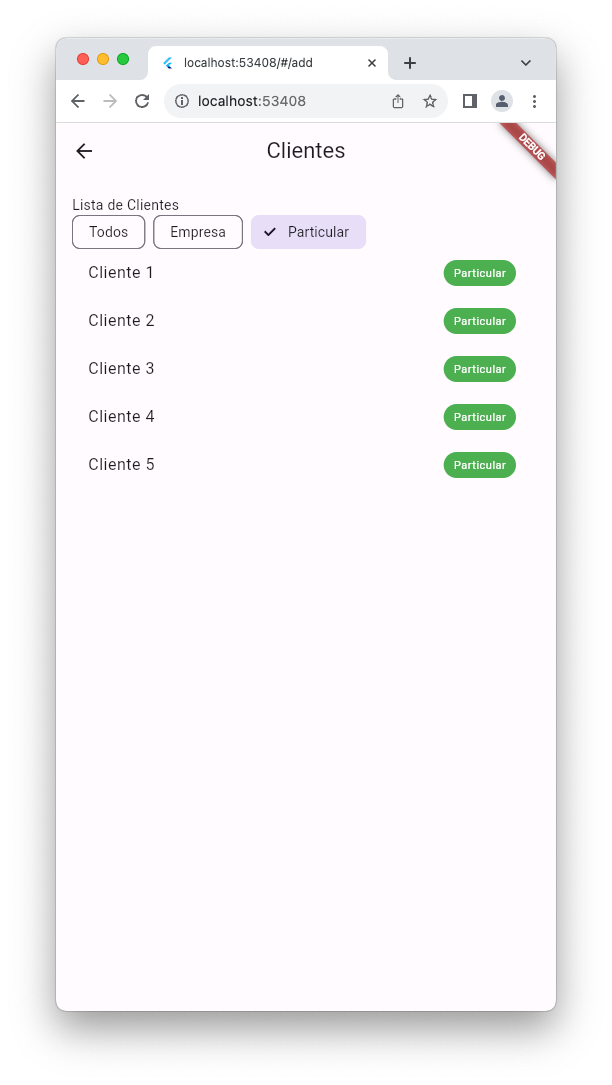 localhost:53408/#/add
localhost:53408
Clientes
DEBUG
Lista de Clientes
Todos Empresa Particular
Cliente 1 Particular
Cliente 2 Particular
Cliente 3 Particular
Cliente 4 Particular
Cliente 5 Particular